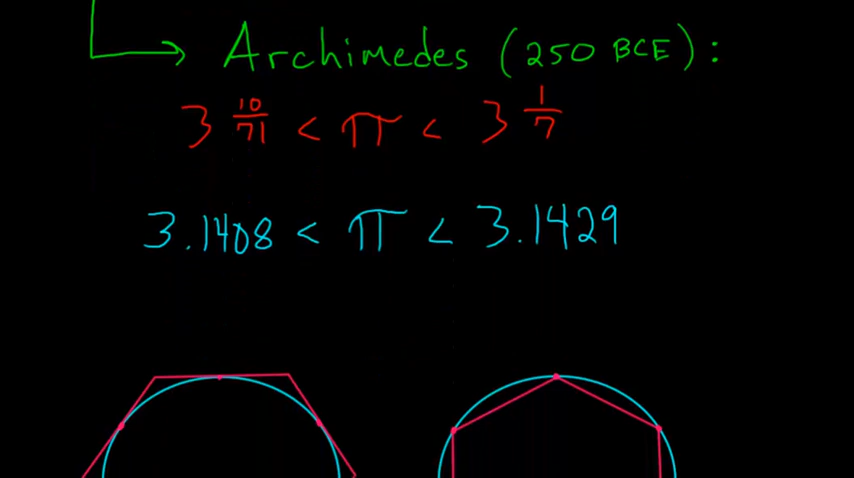 Archimedes (250 BCE):
3 10/71 < π < 3 1/7
3.1408 < π < 3.1429